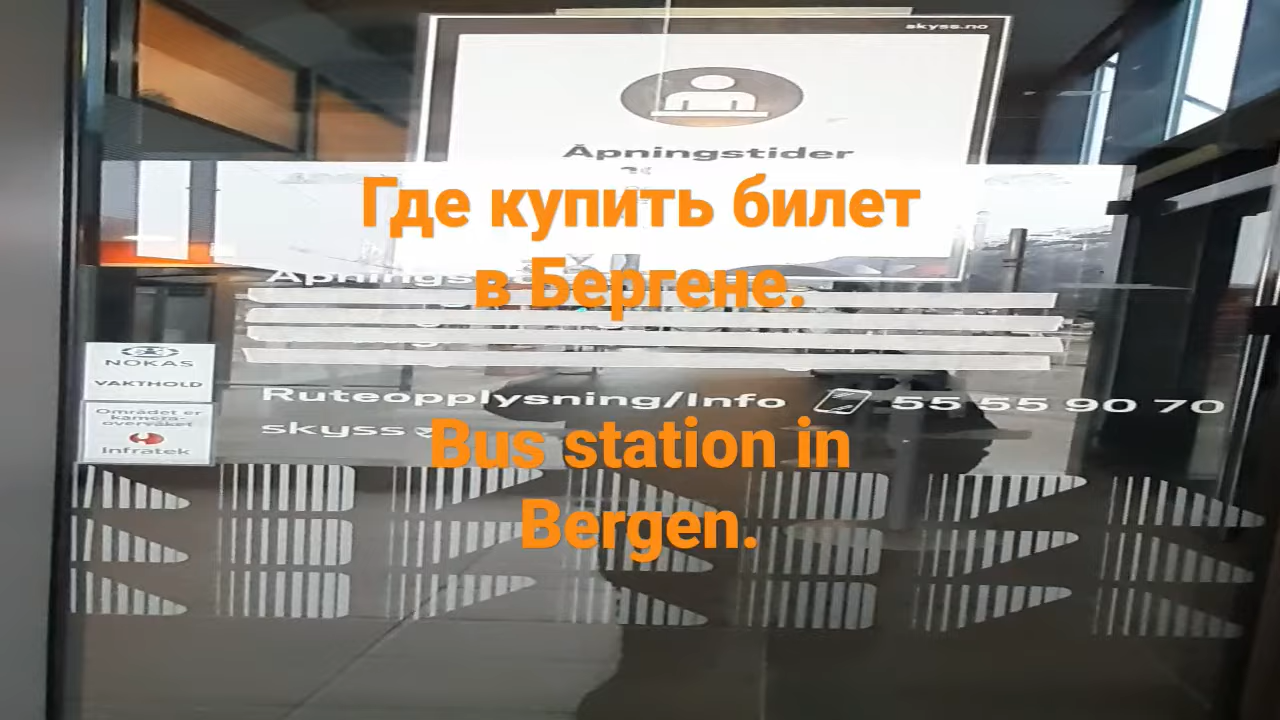 skyss.no
Åpningstider
Где купить билет
в Бергене.
NOKAS
VAKTHOLD
Ruteopplysning/Info 55 55 90 70
Området er
kamera-
overvåket
Infratek
skyss
Bus station in
Bergen.